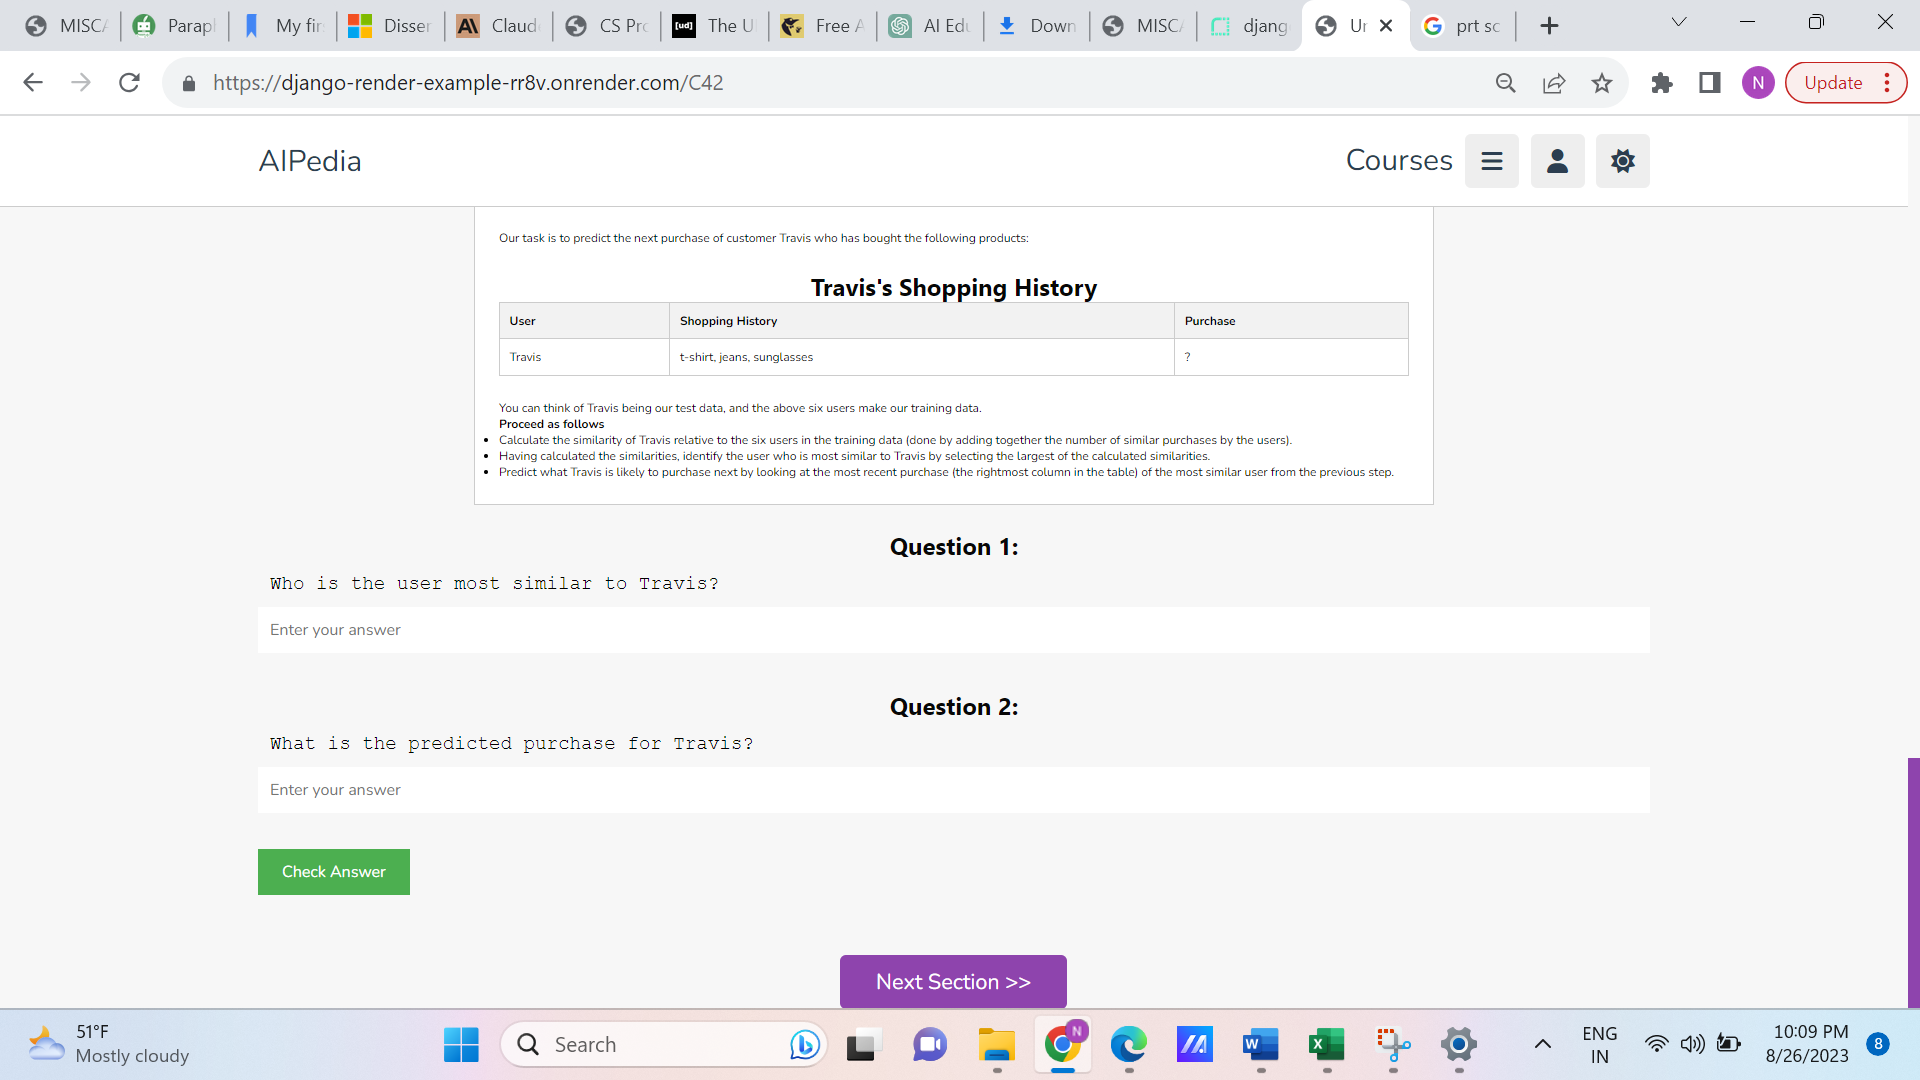 MISCA
Parap
My fir
Disser
Claud
CS Pro
The U
Free A
AI Edu
Down
MISCA
djang
Ur
prt sc
https://django-render-example-rr8v.onrender.com/C42
N
Update
AIPedia
Courses
Our task is to predict the next purchase of customer Travis who has bought the following products:
Travis's Shopping History
User Shopping History Purchase
Travis t-shirt, jeans, sunglasses ?
You can think of Travis being our test data, and the above six users make our training data.
Proceed as follows
• Calculate the similarity of Travis relative to the six users in the training data (done by adding together the number of similar purchases by the users).
• Having calculated the similarities, identify the user who is most similar to Travis by selecting the largest of the calculated similarities.
• Predict what Travis is likely to purchase next by looking at the most recent purchase (the rightmost column in the table) of the most similar user from the previous step.
Question 1:
Who is the user most similar to Travis?
Enter your answer
Question 2:
What is the predicted purchase for Travis?
Enter your answer
Check Answer
Next Section >>
51°F
Mostly cloudy
Search
N
ENG
IN
10:09 PM
8/26/2023
8